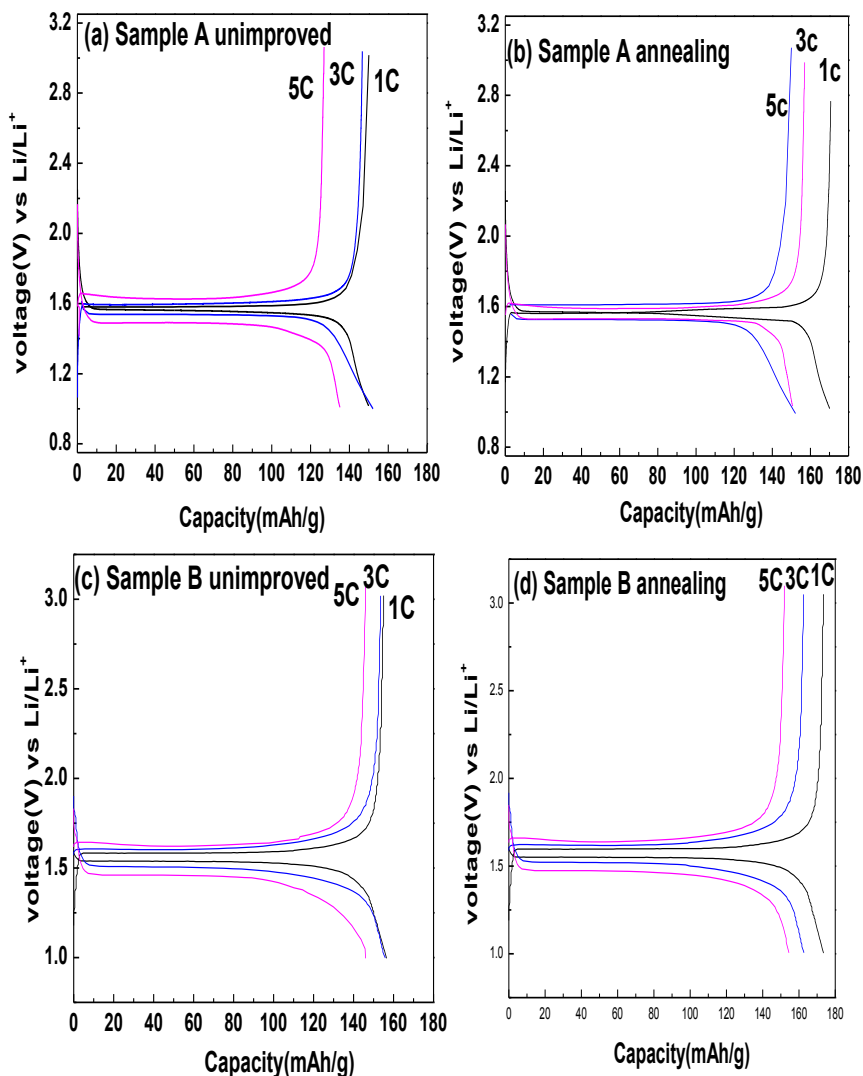 (a) Sample A unimproved
5C 3C 1C
voltage(V) vs Li/Li⁺
3.2
2.8
2.4
2.0
1.6
1.2
0.8
0 20 40 60 80 100 120 140 160 180
Capacity(mAh/g)
(b) Sample A annealing
3c
1c
5c
voltage(V) vs Li/Li⁺
3.2
2.8
2.4
2.0
1.6
1.2
0.8
0 20 40 60 80 100 120 140 160 180
Capacity(mAh/g)
(c) Sample B unimproved
5C 3C
1C
voltage(V) vs Li/Li⁺
3.0
2.5
2.0
1.5
1.0
0 20 40 60 80 100 120 140 160 180
Capacity(mAh/g)
(d) Sample B annealing
5C 3C 1C
voltage(V) vs Li/Li⁺
3.0
2.5
2.0
1.5
1.0
0 20 40 60 80 100 120 140 160 180
Capacity(mAh/g)